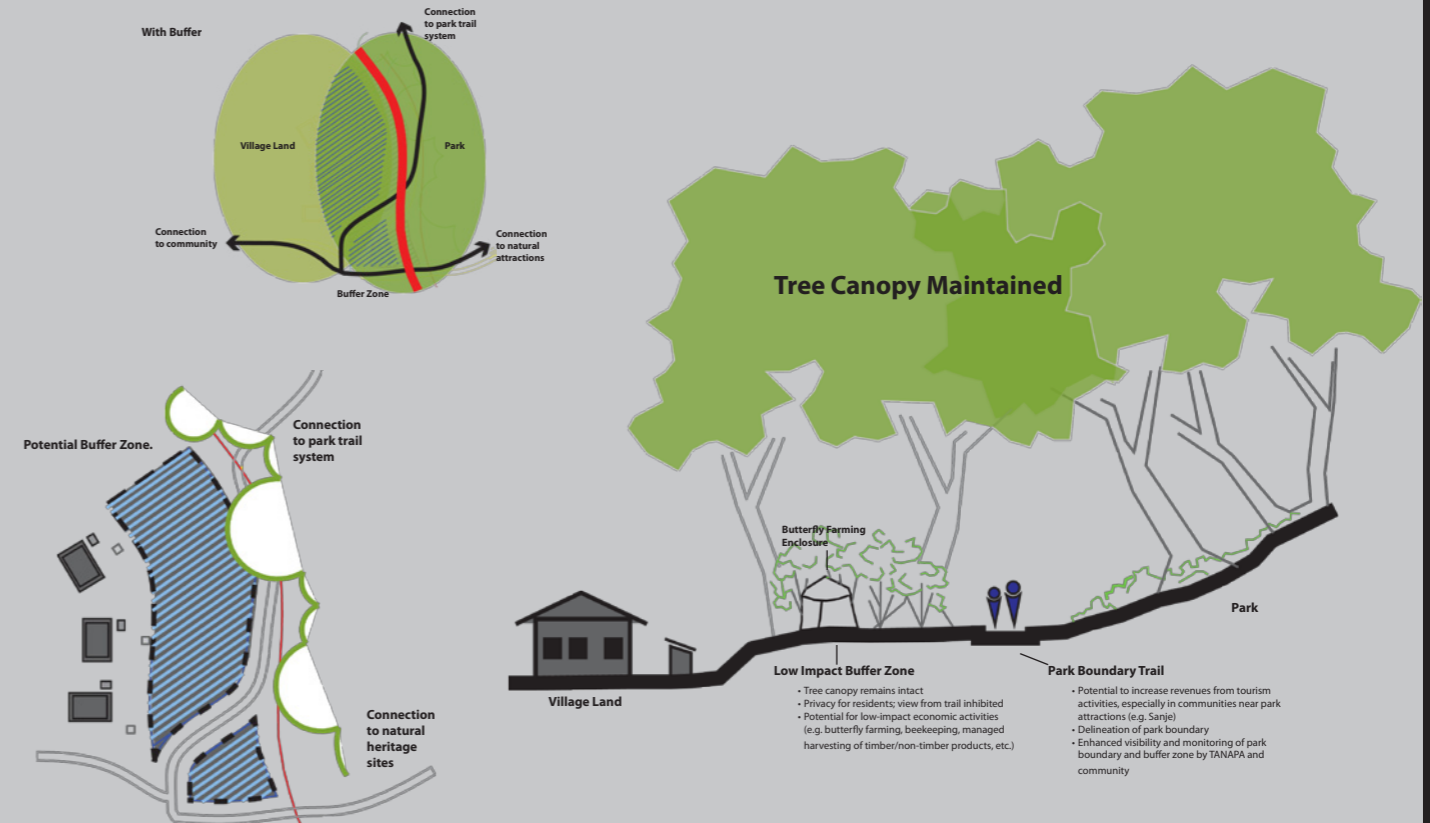 With Buffer
Connection
to park trail
system
Village Land
Park
Connection
to community
Connection
to natural
attractions
Buffer Zone
Tree Canopy Maintained
Potential Buffer Zone.
Connection
to park trail
system
Connection
to natural
heritage
sites
Butterfly Farming
Enclosure
Village Land
Park
Low Impact Buffer Zone
• Tree canopy remains intact
• Privacy for residents; view from trail inhibited
• Potential for low-impact economic activities
(e.g. butterfly farming, beekeeping, managed
harvesting of timber/non-timber products, etc.)
Park Boundary Trail
• Potential to increase revenues from tourism
activities, especially in communities near park
attractions (e.g. Sanje)
• Delineation of park boundary
• Enhanced visibility and monitoring of park
boundary and buffer zone by TANAPA and
community